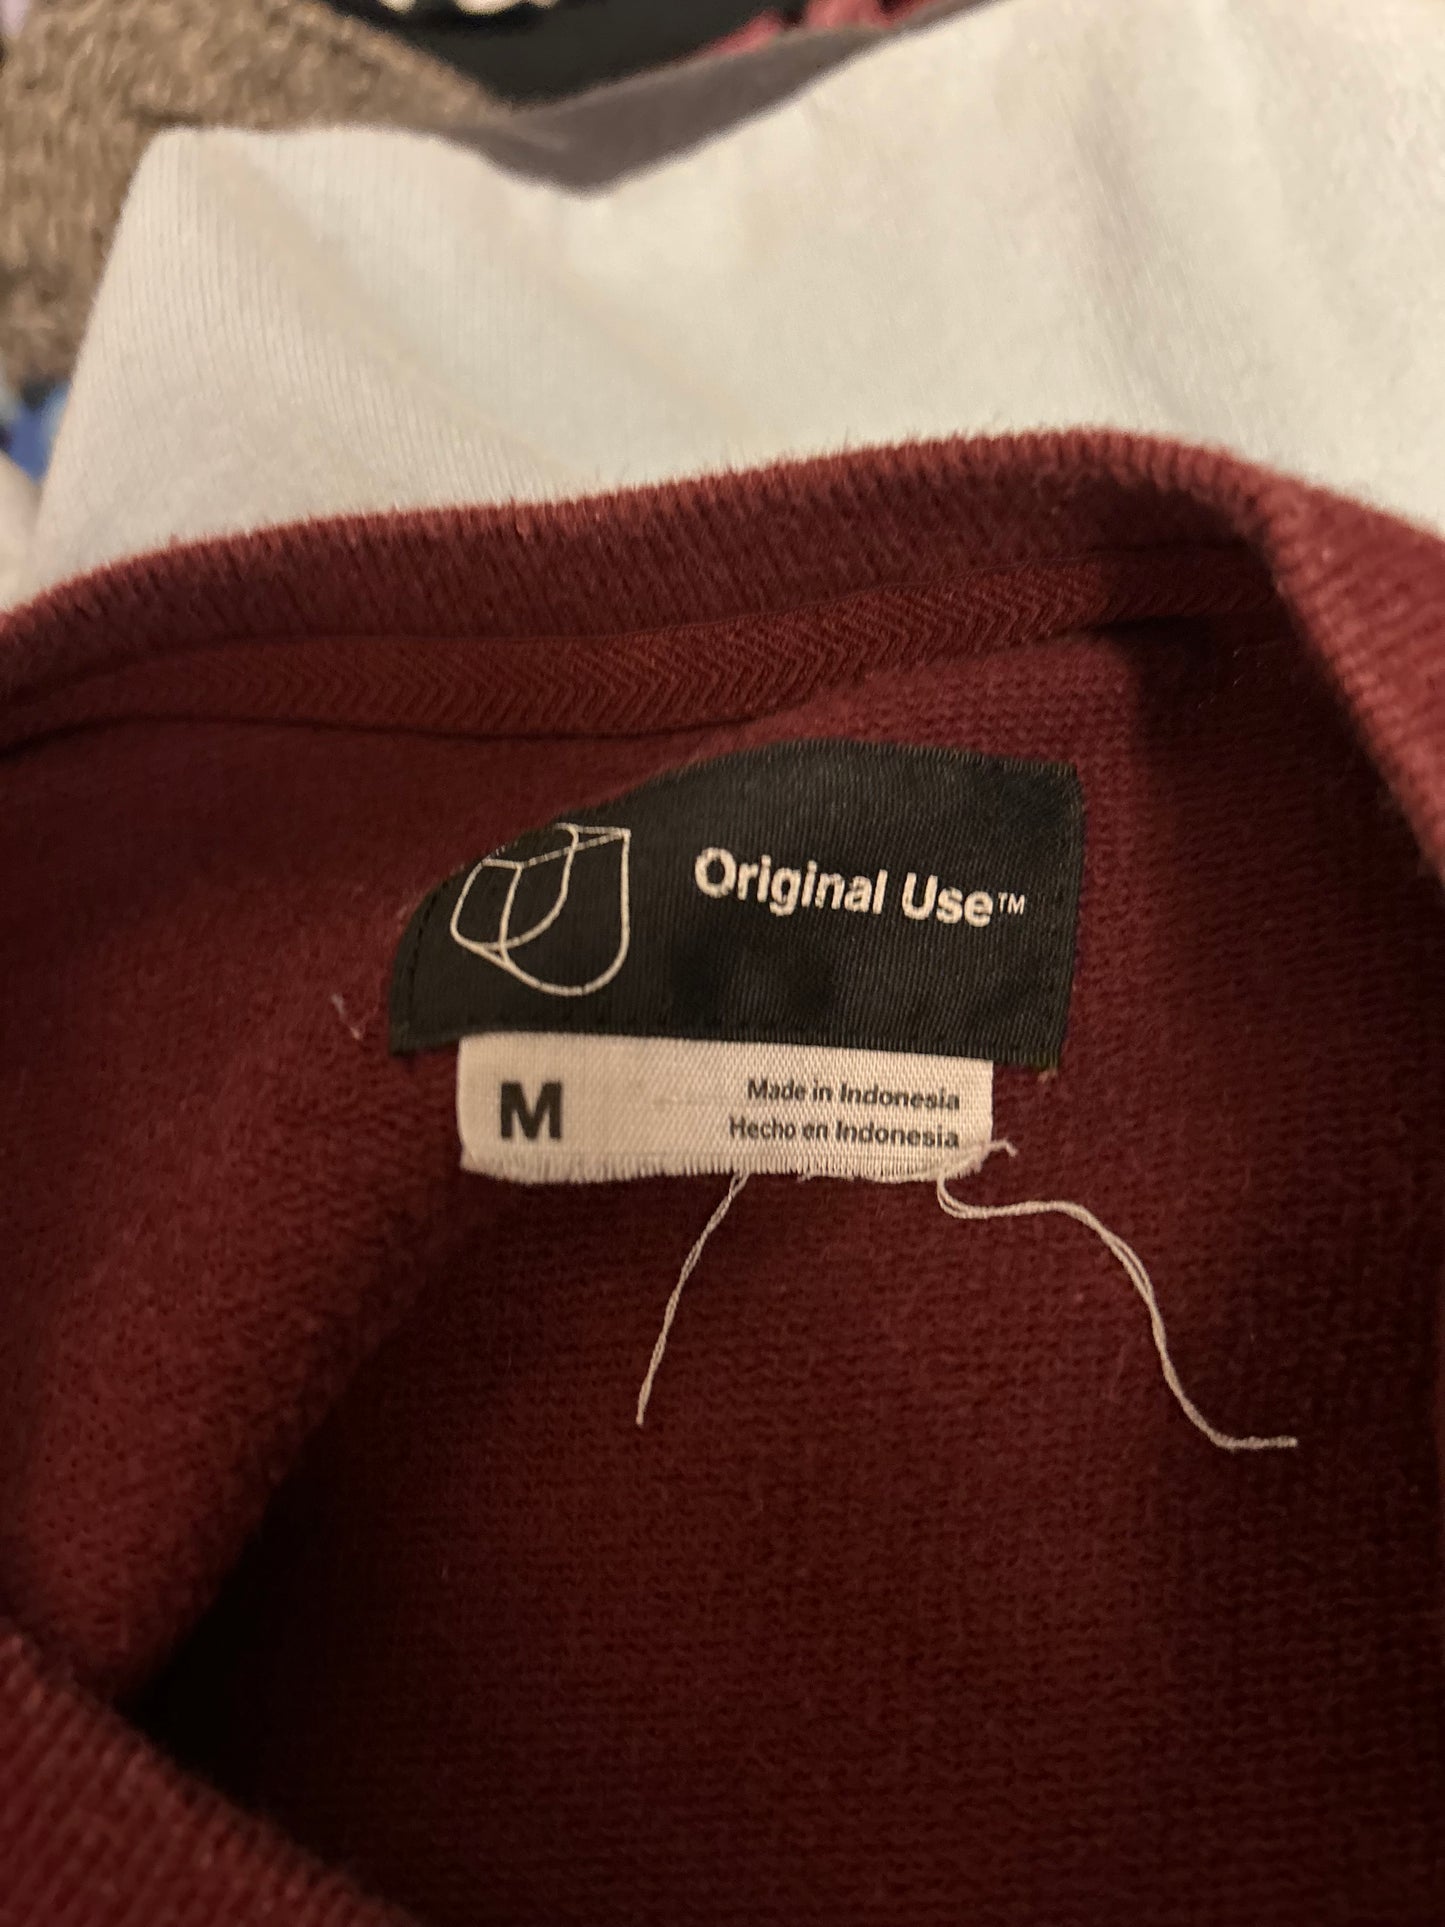 Original Use™
M
Made in Indonesia
Hecho en Indonesia